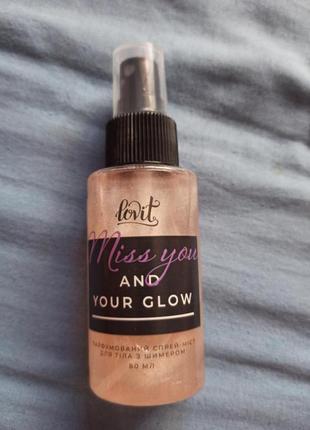 lovit
Miss you
AND
YOUR GLOW
ПАРФУМОВАНИЙ СПРЕЙ-МІСТ
ДЛЯ ТІЛА З ШИМЕРОМ
80 МЛ